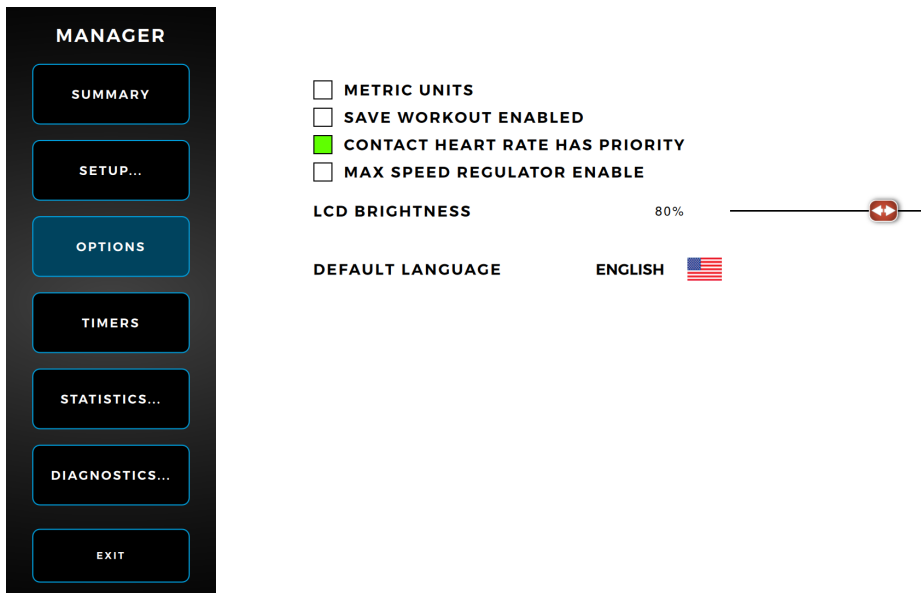 MANAGER
SUMMARY
SETUP...
OPTIONS
TIMERS
STATISTICS...
DIAGNOSTICS...
EXIT
METRIC UNITS
SAVE WORKOUT ENABLED
CONTACT HEART RATE HAS PRIORITY
MAX SPEED REGULATOR ENABLE
LCD BRIGHTNESS 80%
DEFAULT LANGUAGE ENGLISH